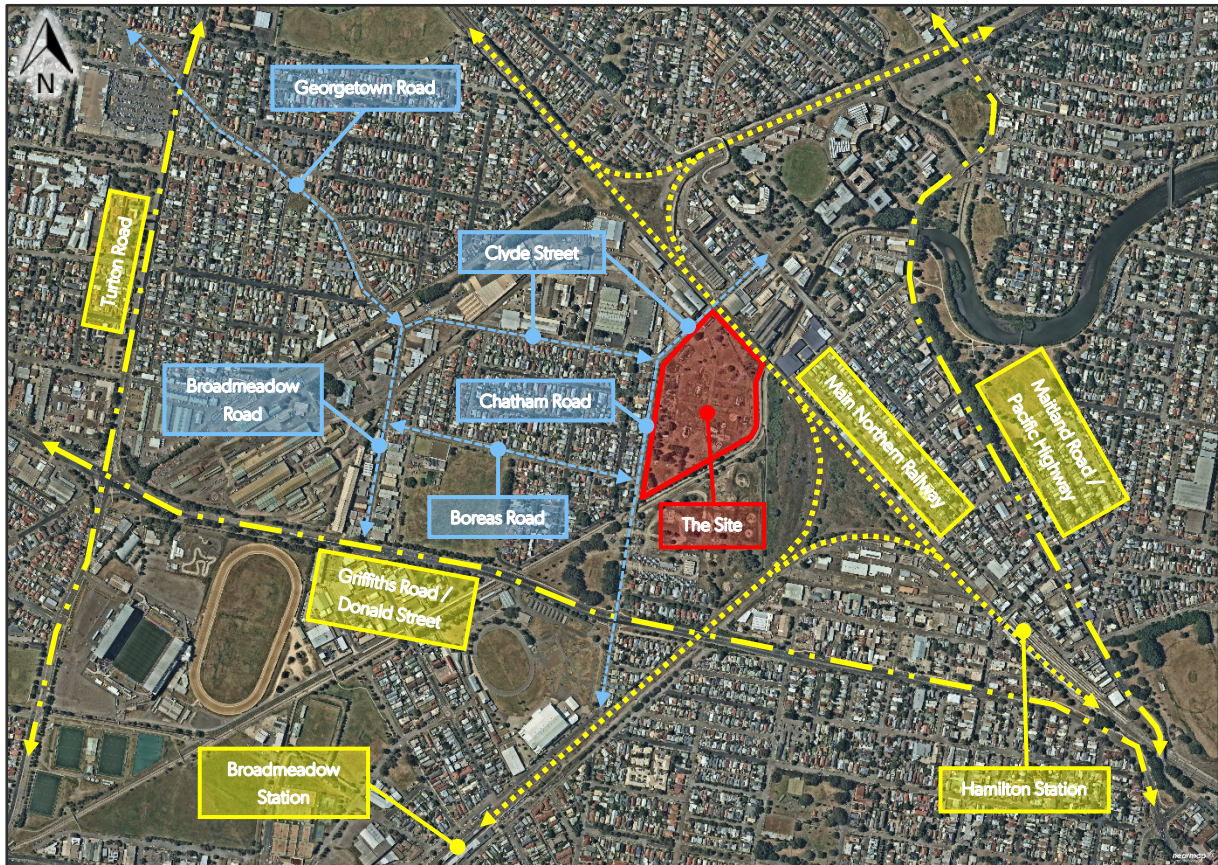 N
Georgetown Road
Turton Road
Clyde Street
Broadmeadow
Road
Chatham Road
Main Northern Railway
Maitland Road /
Pacific Highway
Boreas Road
The Site
Griffiths Road /
Donald Street
Broadmeadow
Station
Hamilton Station
nearmap